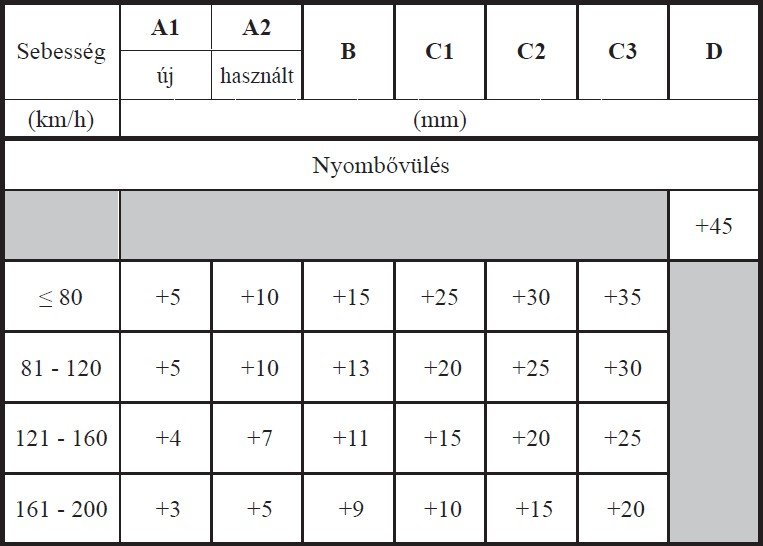 Sebesség A1 A2 B C1 C2 C3 D
új használt
(km/h) (mm)
Nyombővülés
+45
≤ 80 +5 +10 +15 +25 +30 +35
81 - 120 +5 +10 +13 +20 +25 +30
121 - 160 +4 +7 +11 +15 +20 +25
161 - 200 +3 +5 +9 +10 +15 +20